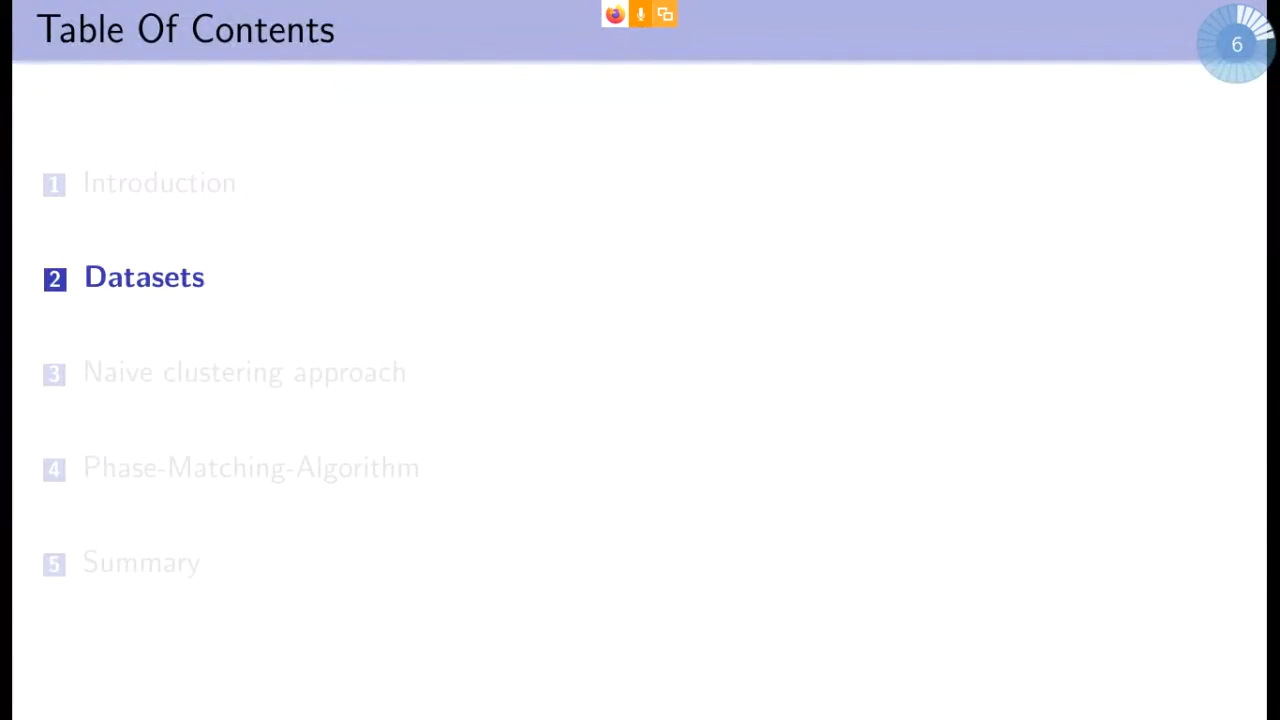 Table Of Contents
6
1 Introduction
2 Datasets
3 Naive clustering approach
4 Phase-Matching-Algorithm
5 Summary